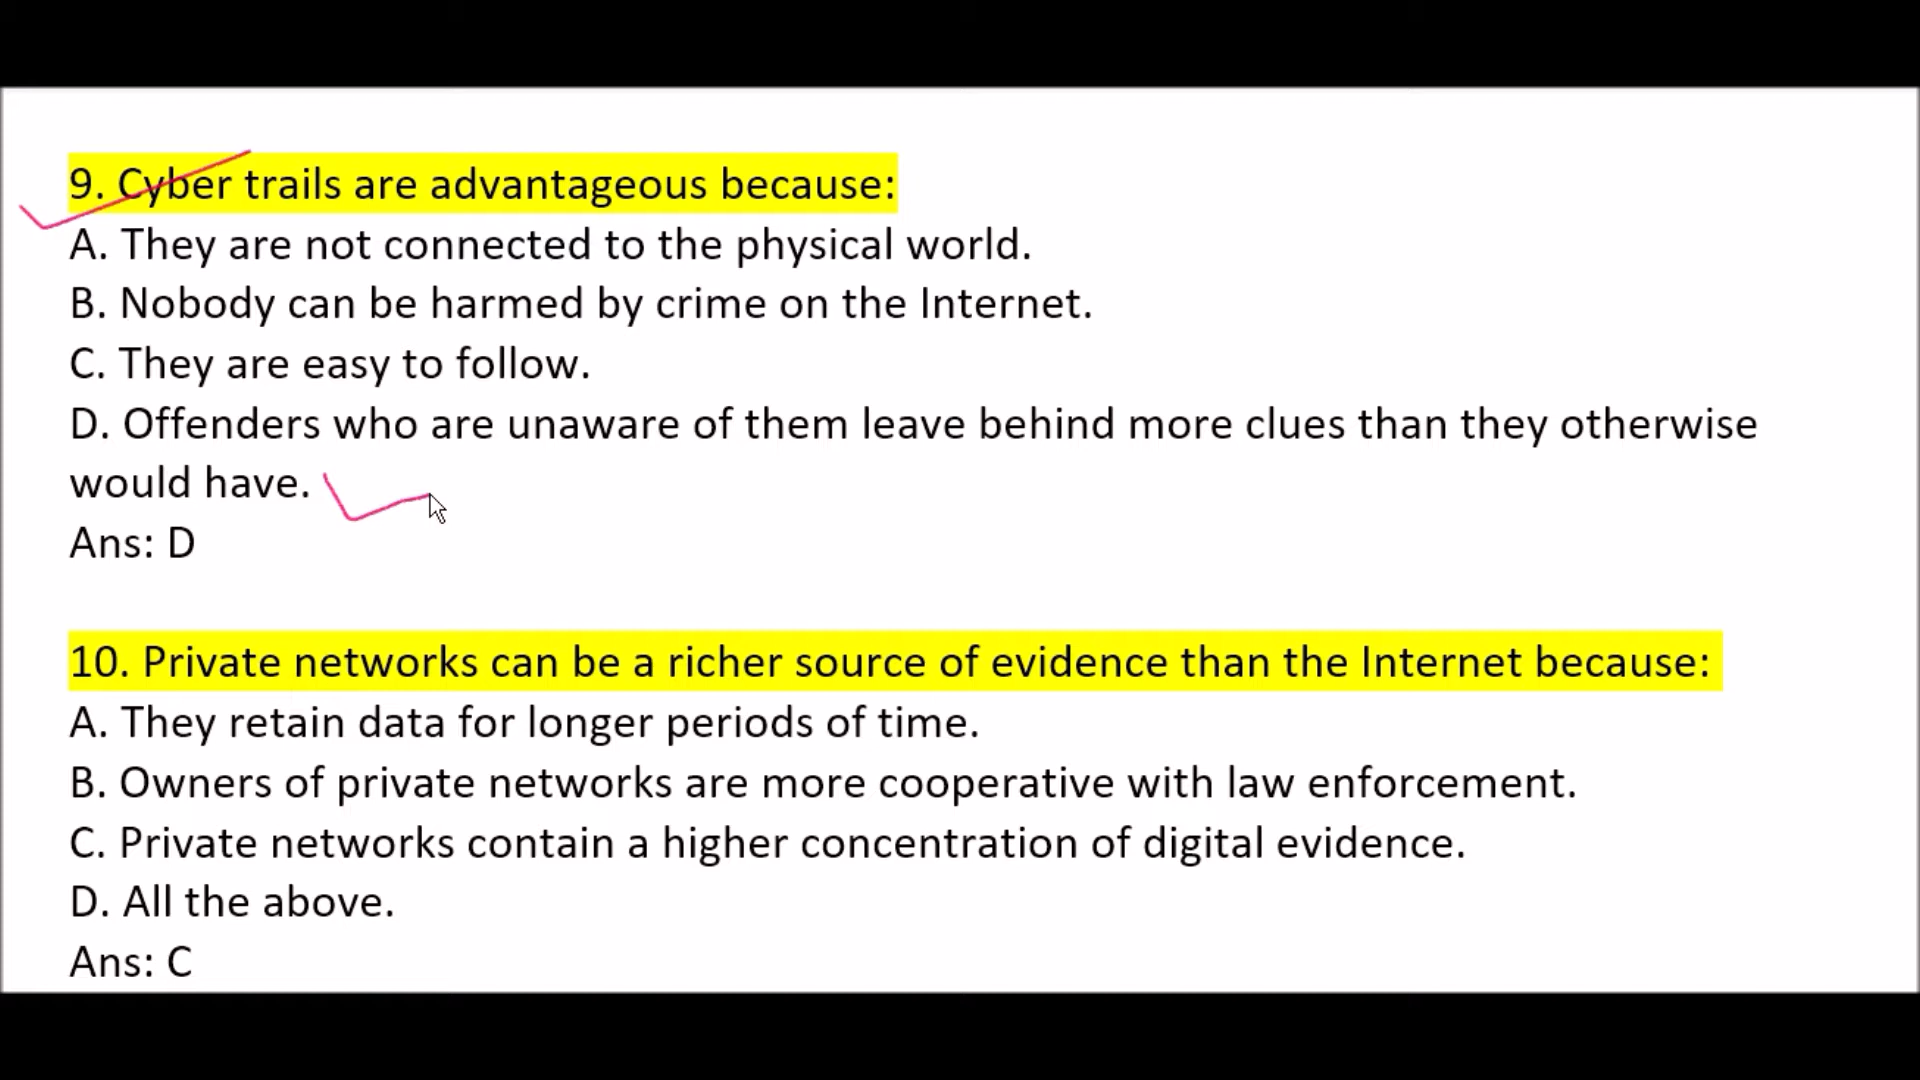 9. Cyber trails are advantageous because:
A. They are not connected to the physical world.
B. Nobody can be harmed by crime on the Internet.
C. They are easy to follow.
D. Offenders who are unaware of them leave behind more clues than they otherwise
would have.
Ans: D
10. Private networks can be a richer source of evidence than the Internet because:
A. They retain data for longer periods of time.
B. Owners of private networks are more cooperative with law enforcement.
C. Private networks contain a higher concentration of digital evidence.
D. All the above.
Ans: C